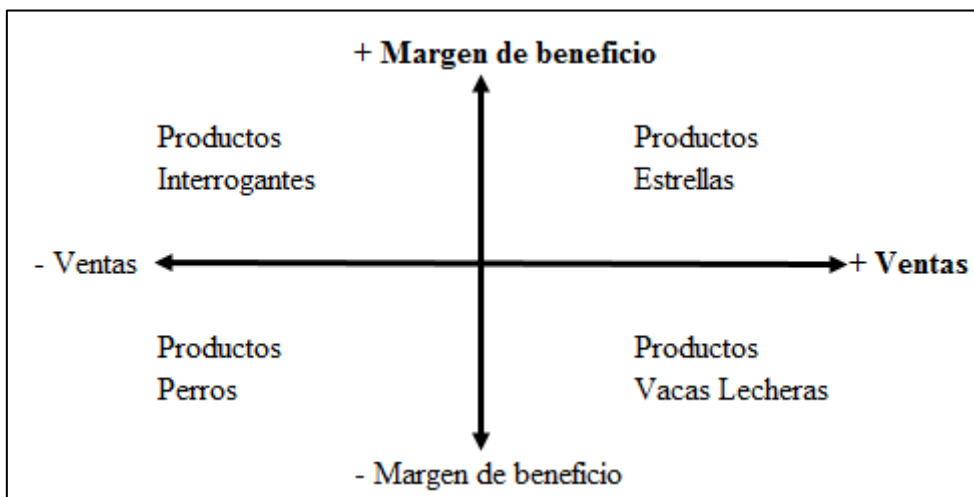 + Margen de beneficio
Productos
Interrogantes
Productos
Estrellas
- Ventas
+ Ventas
Productos
Perros
Productos
Vacas Lecheras
- Margen de beneficio